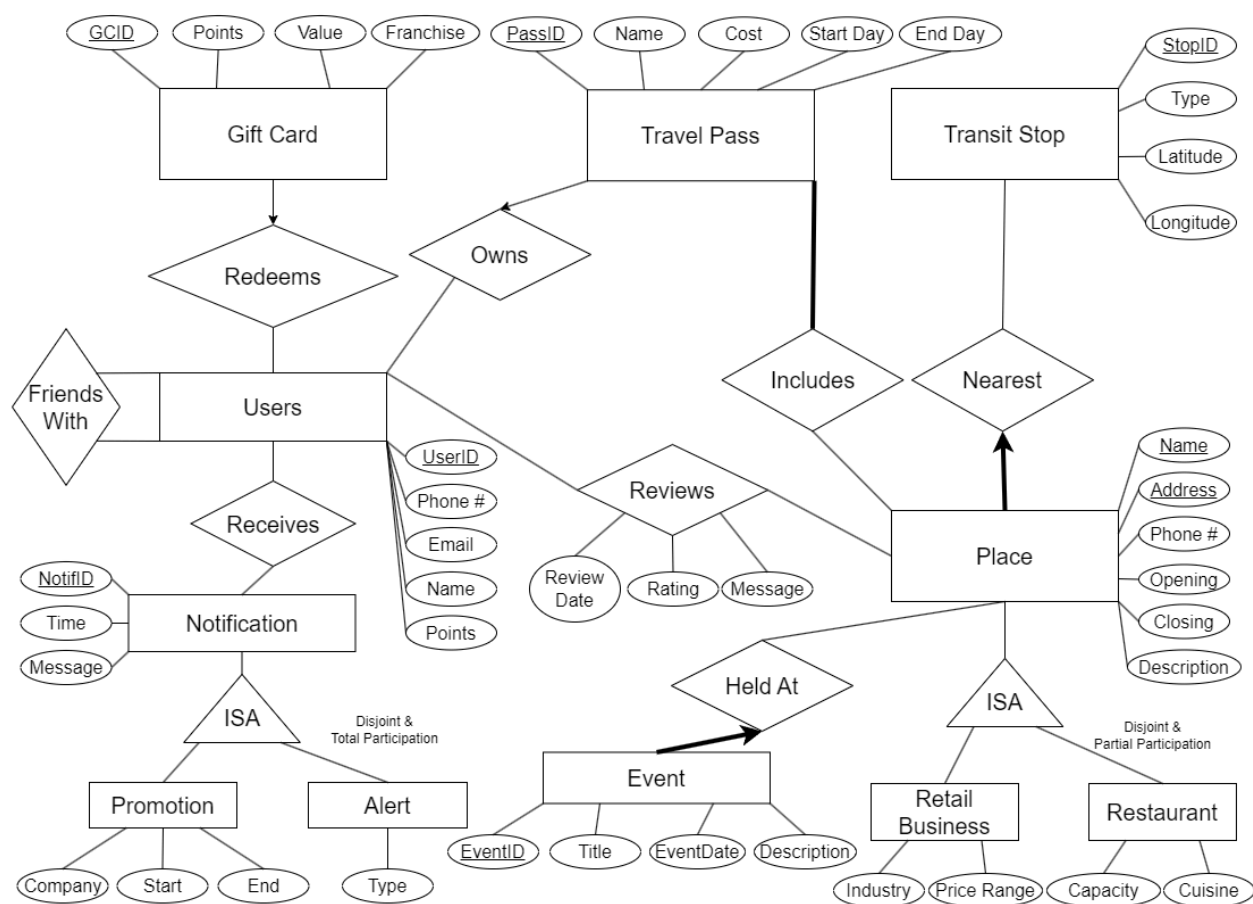 GCID
Points
Value
Franchise
PassID
Name
Cost
Start Day
End Day
StopID
Type
Latitude
Longitude
Gift Card
Travel Pass
Transit Stop
Redeems
Owns
Friends
With
Users
Includes
Nearest
UserID
Phone #
Email
Name
Points
Receives
Reviews
Review
Date
Rating
Message
Name
Address
Phone #
Opening
Closing
Description
Place
NotifID
Time
Message
Notification
Held At
ISA
Disjoint &
Total Participation
ISA
Disjoint &
Partial Participation
Promotion
Alert
Event
Retail
Business
Restaurant
Company
Start
End
Type
EventID
Title
EventDate
Description
Industry
Price Range
Capacity
Cuisine